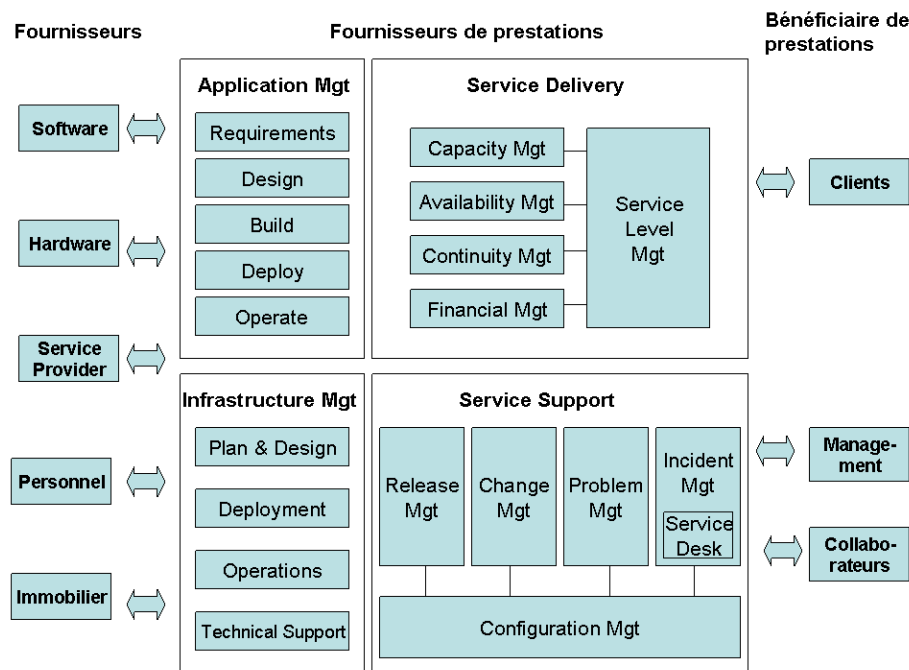 Fournisseurs
Fournisseurs de prestations
Bénéficiaire de
prestations
Software
Hardware
Service
Provider
Personnel
Immobilier
Application Mgt
Requirements
Design
Build
Deploy
Operate
Infrastructure Mgt
Plan & Design
Deployment
Operations
Technical Support
Service Delivery
Capacity Mgt
Availability Mgt
Continuity Mgt
Financial Mgt
Service
Level
Mgt
Service Support
Release
Mgt
Change
Mgt
Problem
Mgt
Incident
Mgt
Service
Desk
Configuration Mgt
Clients
Manage-
ment
Collabo-
rateurs